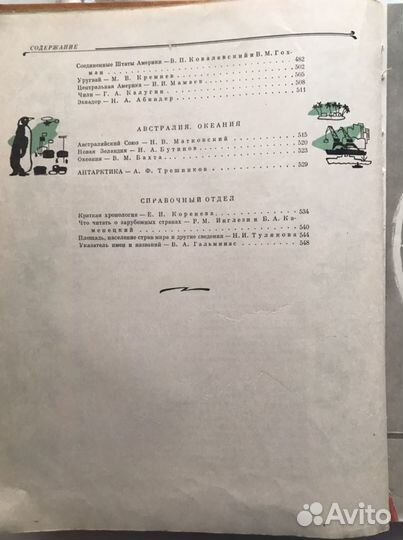 СОДЕРЖАНИЕ
Соединенные Штаты Америки — В. П. Ковалевский и В. М. Гох-
ман . . . . . . . . 482
Уругвай — М. В. Кремнев . . . . . . . . 502
Центральная Америка — И. И. Мамаев . . . . . . . . 505
Чили — Г. А. Калугин . . . . . . . . 508
Эквадор — Н. А. Абиадер . . . . . . . . 511
АВСТРАЛИЯ. ОКЕАНИЯ
Австралийский Союз — Н. В. Матковский . . . . . . . . 515
Новая Зеландия — Н. А. Бутинов . . . . . . . . 520
Океания — В. М. Бахта . . . . . . . . 523
АНТАРКТИКА — А. Ф. Трешников . . . . . . . . 529
СПРАВОЧНЫЙ ОТДЕЛ
Краткая хронология — Е. Н. Коренева . . . . . . . . 534
Что читать о зарубежных странах — Р. М. Инглези и Б. А. Ка-
менецкий . . . . . . . . 540
Площадь, население стран мира и другие сведения — Н. И. Тулякова 544
Указатель имен и названий — В. А. Гальминас . . . . . . . . 548
Avito